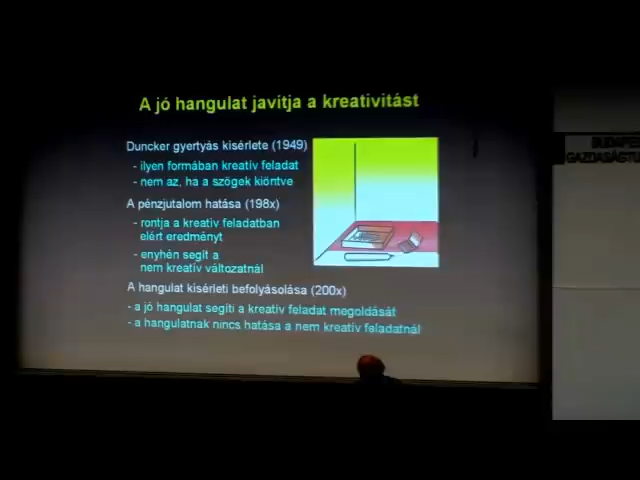 A jó hangulat javítja a kreativitást
Duncker gyertyás kísérlete (1949)
- ilyen formában kreatív feladat
- nem az, ha a szögek kiöntve
A pénzjutalom hatása (198x)
- rontja a kreatív feladatban
elért eredményt
- enyhén segít a
nem kreatív változatnál
A hangulat kísérleti befolyásolása (200x)
- a jó hangulat segíti a kreatív feladat megoldását
- a hangulatnak nincs hatása a nem kreatív feladatnál
BUDAPE
GAZDASÁGTU